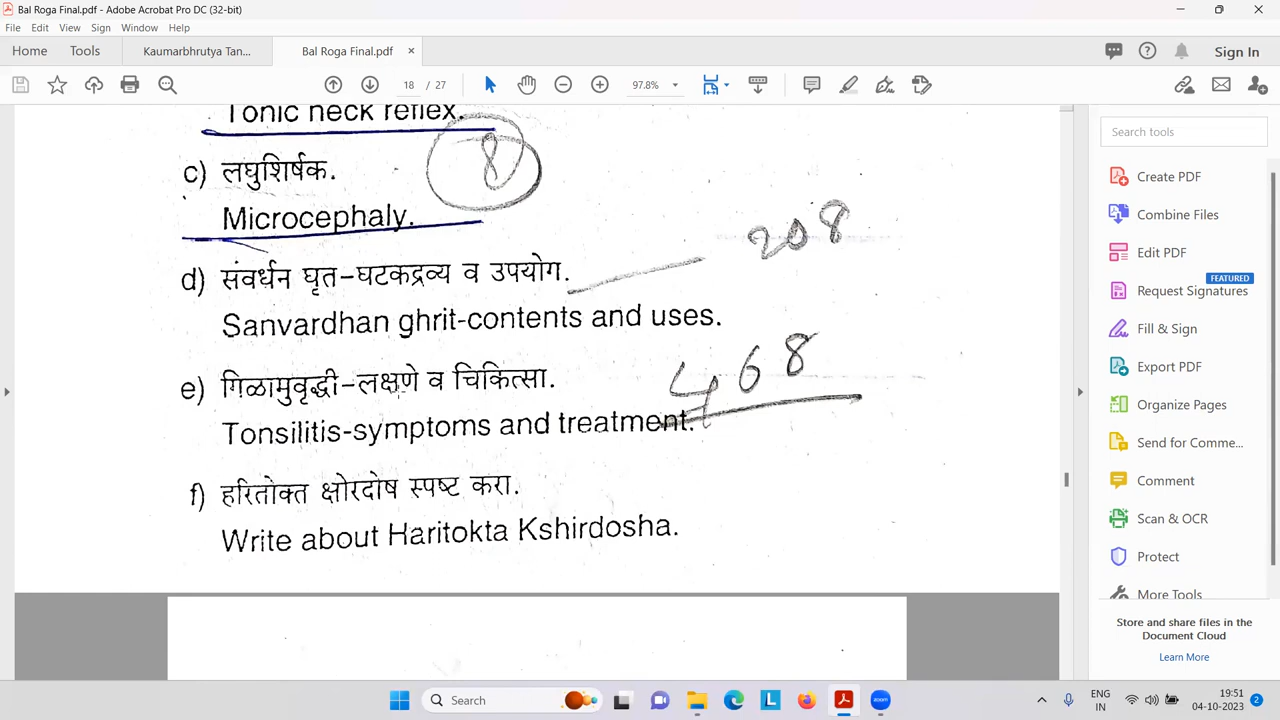 Bal Roga Final.pdf - Adobe Acrobat Pro DC (32-bit)
File Edit View Sign Window Help
Home Tools Kaumarbhrutya Tan... Bal Roga Final.pdf × Sign In
18 / 27 97.8%
Tonic neck reflex.
8
c) लघुशिर्षक.
Microcephaly.
208
d) संवर्धन घृत-घटकद्रव्य व उपयोग.
Sanvardhan ghrit-contents and uses.
468
e) गिळामुवृद्धी-लक्षणे व चिकित्सा.
Tonsilitis-symptoms and treatment.
f) हरितोक्त क्षोरदोष स्पष्ट करा.
Write about Haritokta Kshirdosha.
Search tools
Create PDF
Combine Files
Edit PDF
FEATURED
Request Signatures
Fill & Sign
Export PDF
Organize Pages
Send for Comme...
Comment
Scan & OCR
Protect
More Tools
Store and share files in the
Document Cloud
Learn More
Search
L
ENG
IN
19:51
04-10-2023
2